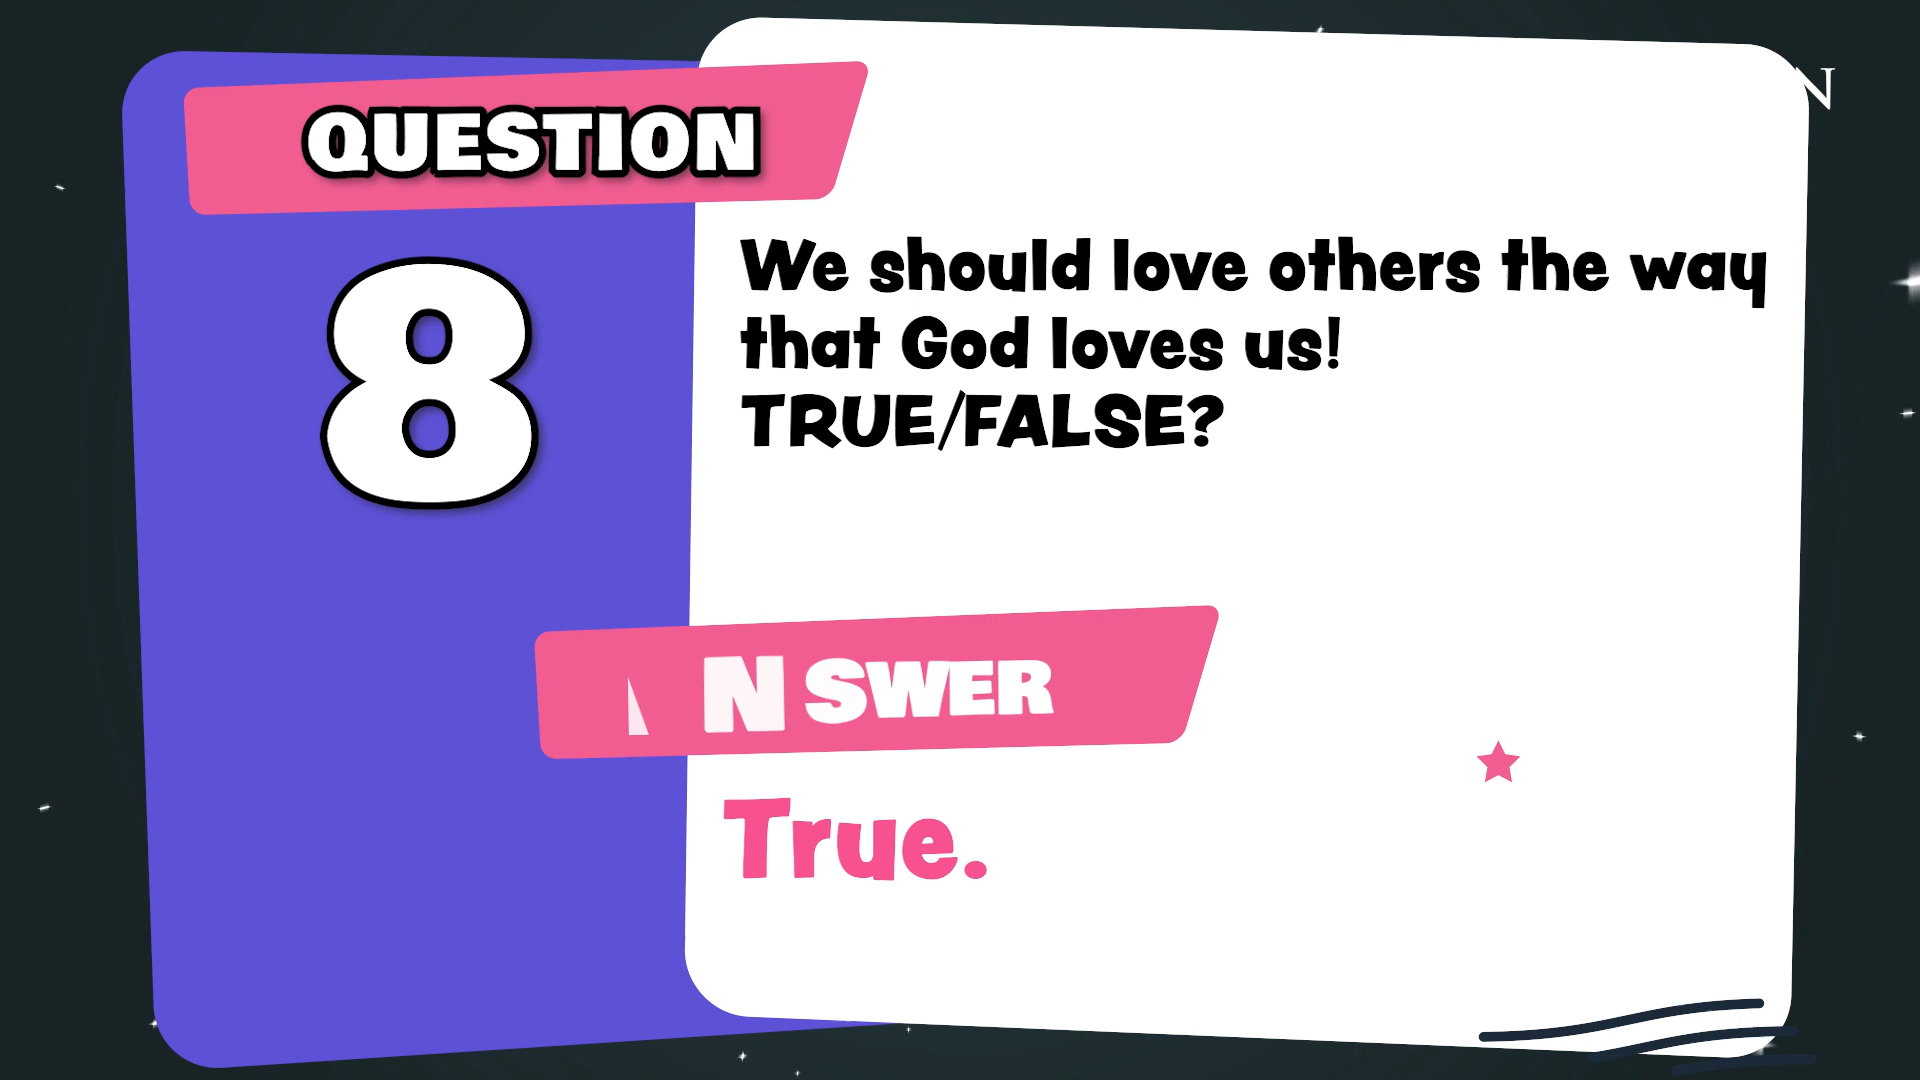 QUESTION
8
We should love others the way
that God loves us!
TRUE/FALSE?
NSWER
True.
N